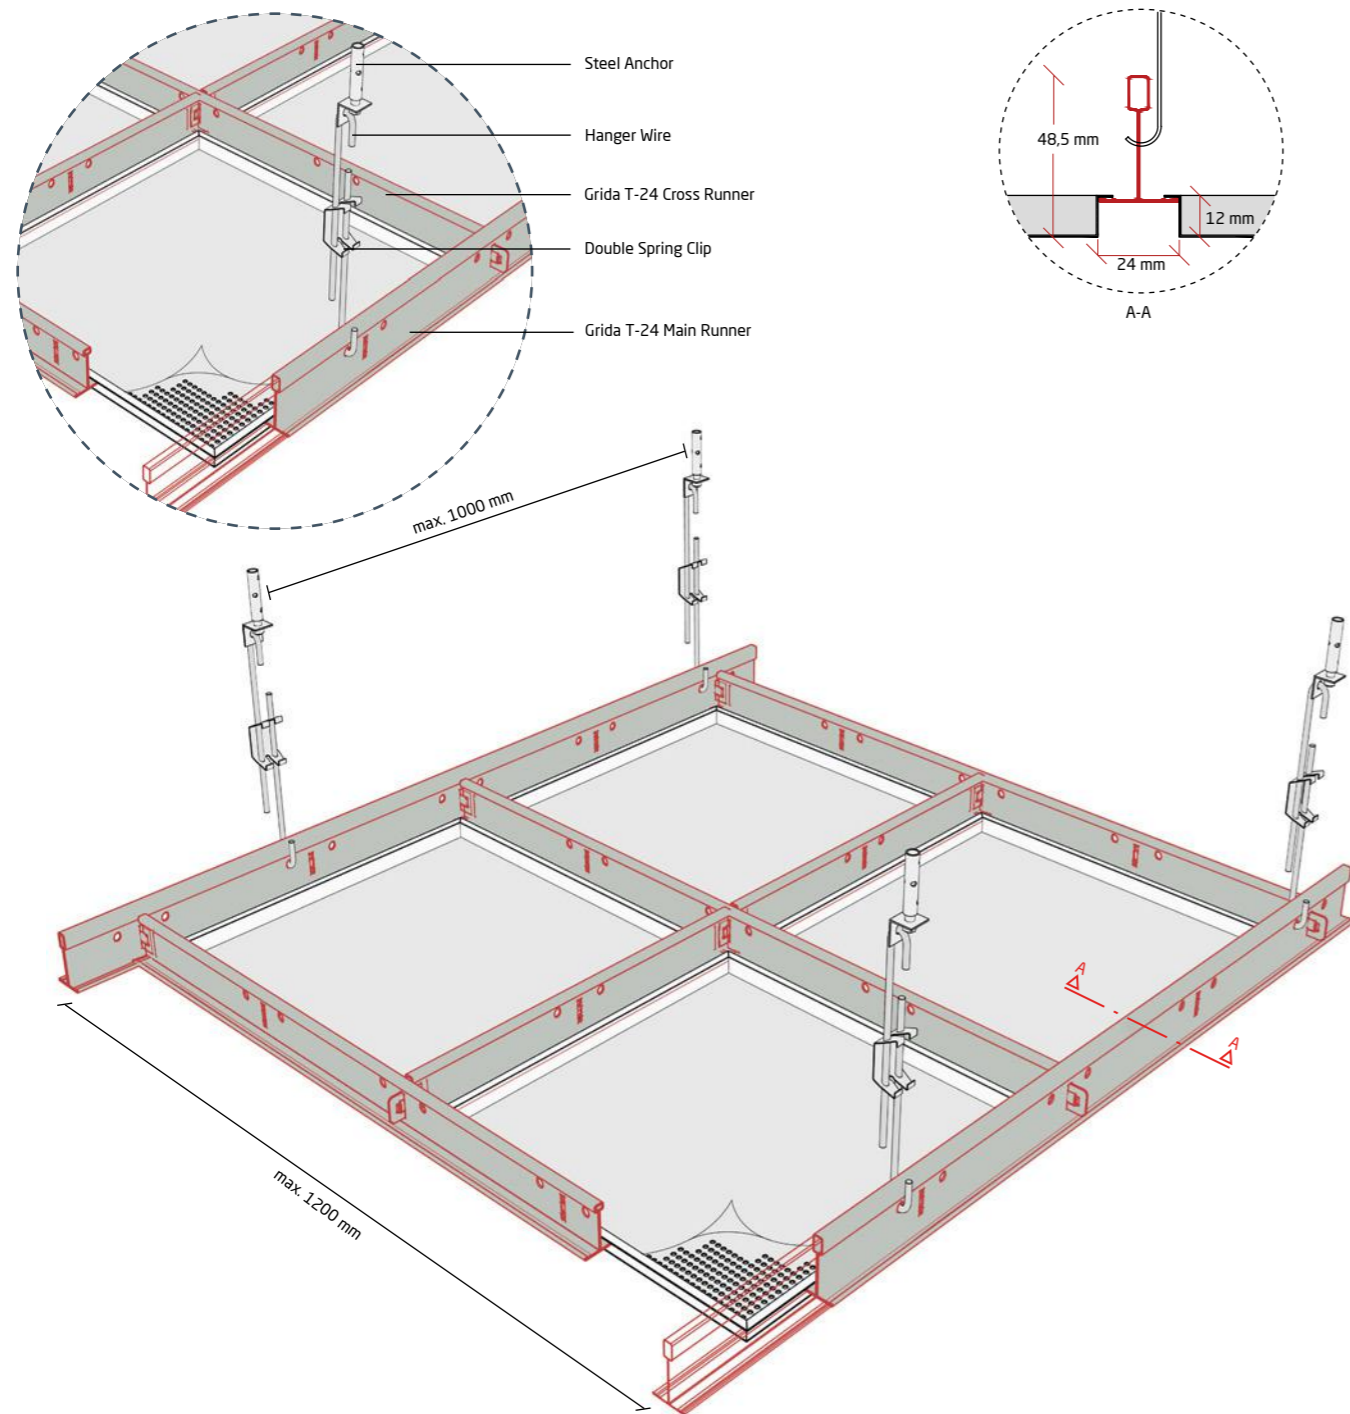 Steel Anchor
Hanger Wire
Grida T-24 Cross Runner
Double Spring Clip
Grida T-24 Main Runner
48,5 mm
12 mm
24 mm
A-A
max. 1000 mm
A
A
max. 1200 mm